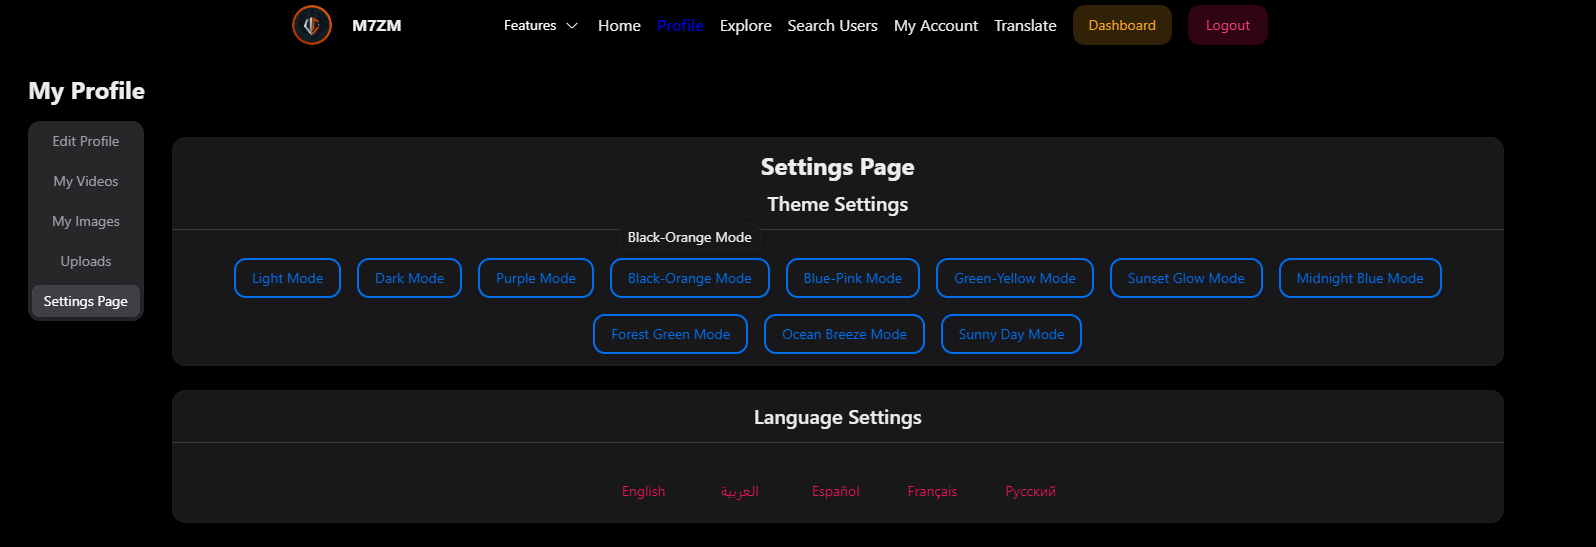 M7ZM Features Home Profile Explore Search Users My Account Translate Dashboard Logout
My Profile
Edit Profile
My Videos
My Images
Uploads
Settings Page
Settings Page
Theme Settings
Black-Orange Mode
Light Mode Dark Mode Purple Mode Black-Orange Mode Blue-Pink Mode Green-Yellow Mode Sunset Glow Mode Midnight Blue Mode
Forest Green Mode Ocean Breeze Mode Sunny Day Mode
Language Settings
English العربية Español Français Русский